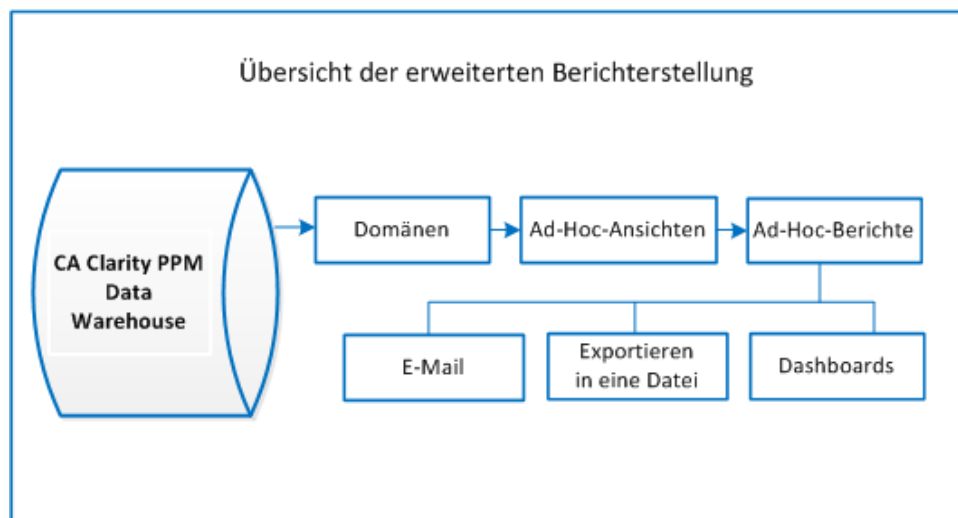 Übersicht der erweiterten Berichterstellung
CA Clarity PPM
Data
Warehouse
Domänen
Ad-Hoc-Ansichten
Ad-Hoc-Berichte
E-Mail
Exportieren
in eine Datei
Dashboards